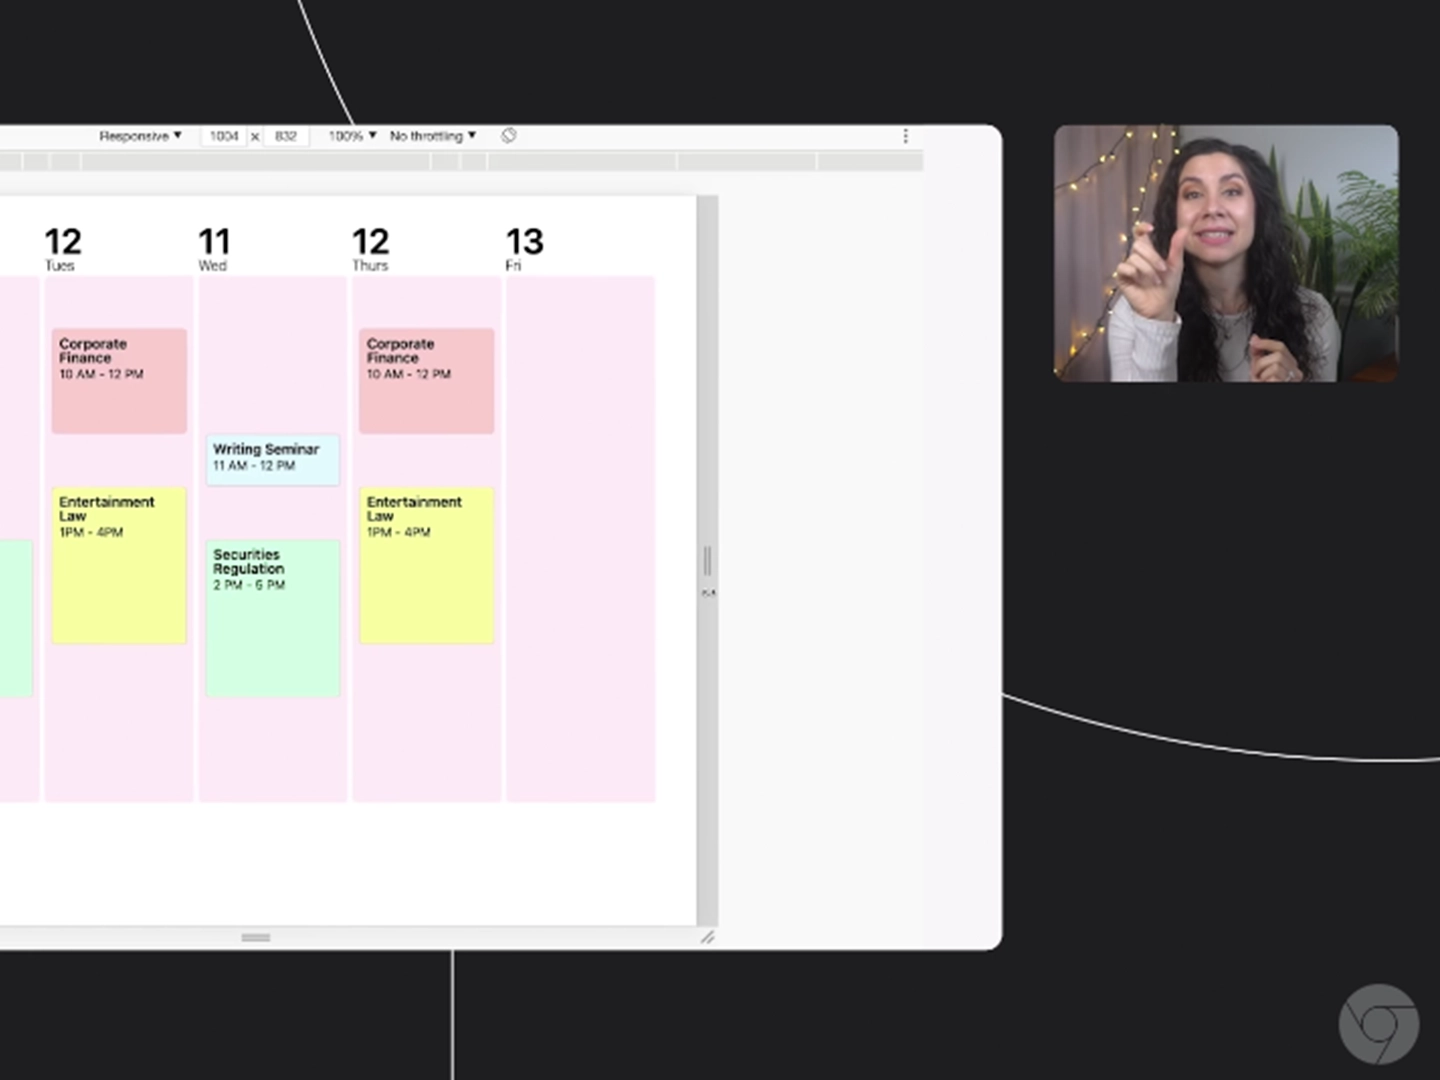 Responsive ▼ 1004 x 832 100% ▼ No throttling ▼
12
Tues
11
Wed
12
Thurs
13
Fri
Corporate
Finance
10 AM - 12 PM
Entertainment
Law
1PM - 4PM
Writing Seminar
11 AM - 12 PM
Securities
Regulation
2 PM - 5 PM
Corporate
Finance
10 AM - 12 PM
Entertainment
Law
1PM - 4PM